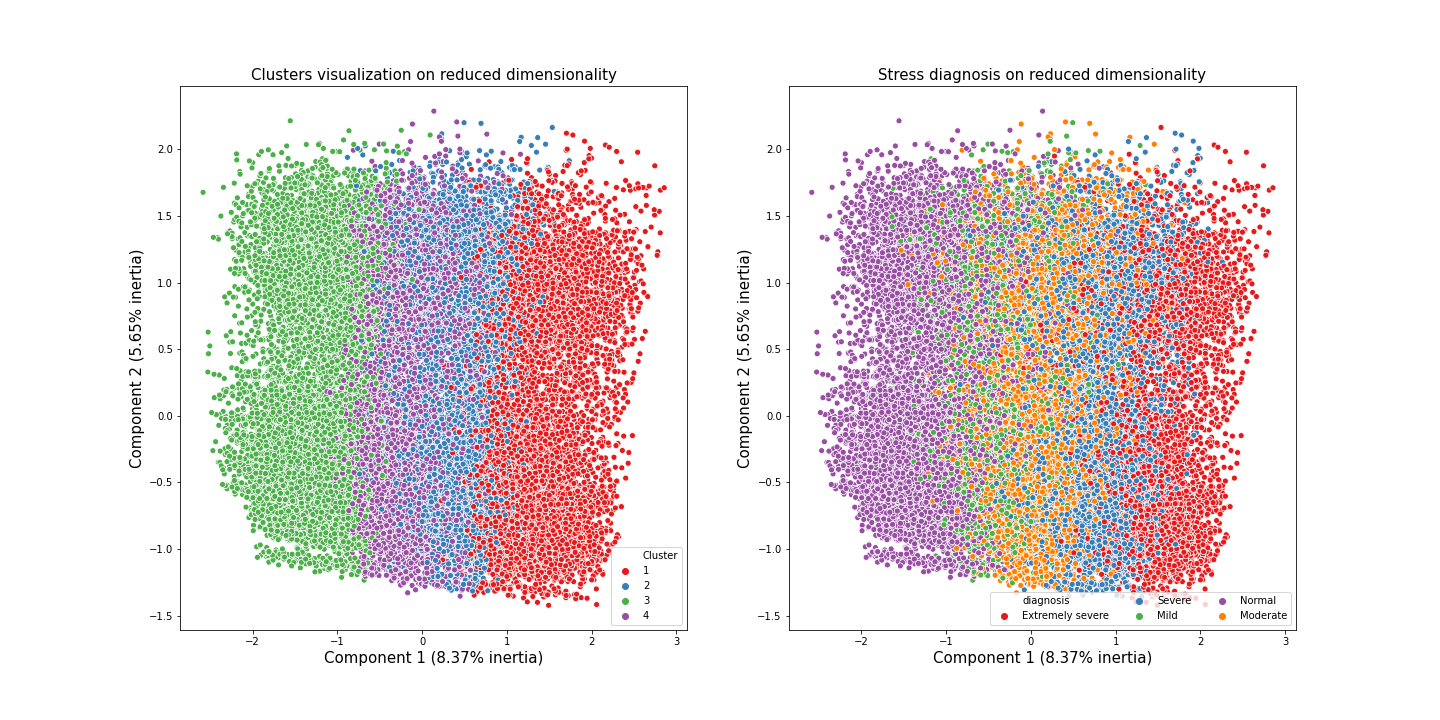 Clusters visualization on reduced dimensionality
Component 2 (5.65% inertia)
2.0
1.5
1.0
0.5
0.0
−0.5
−1.0
−1.5
−2
−1
0
1
2
3
Component 1 (8.37% inertia)
Cluster
1
2
3
4
Stress diagnosis on reduced dimensionality
Component 2 (5.65% inertia)
2.0
1.5
1.0
0.5
0.0
−0.5
−1.0
−1.5
−2
−1
0
1
2
3
Component 1 (8.37% inertia)
diagnosis
Extremely severe
Severe
Mild
Normal
Moderate